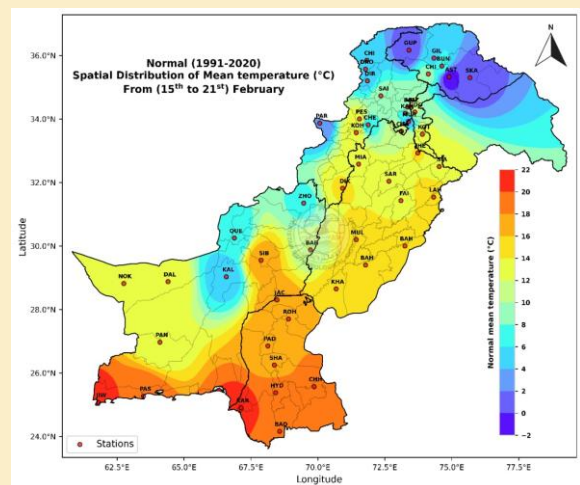 Normal (1991-2020)
Spatial Distribution of Mean temperature (°C)
From (15th to 21st) February
N
36.0°N
34.0°N
32.0°N
30.0°N
28.0°N
26.0°N
24.0°N
Latitude
GUP
GIL
BUN
CHI
AST
SKA
CHI
DRO
DIR
SAI
PAR
PES
CHE
KOH
KOT
MIA
SAR
FAI
LAH
ZHO
BAR
QUE
KAL
SIB
MUL
BAH
BAH
KHA
NOK
DAL
JAC
ROH
PAN
PAD
SHA
HYD
CHH
JIW
PAS
KAR
BAD
22
20
18
16
14
12
10
8
6
4
2
0
−2
Normal mean temperature (°C)
Stations
62.5°E
65.0°E
67.5°E
70.0°E
72.5°E
75.0°E
77.5°E
Longitude